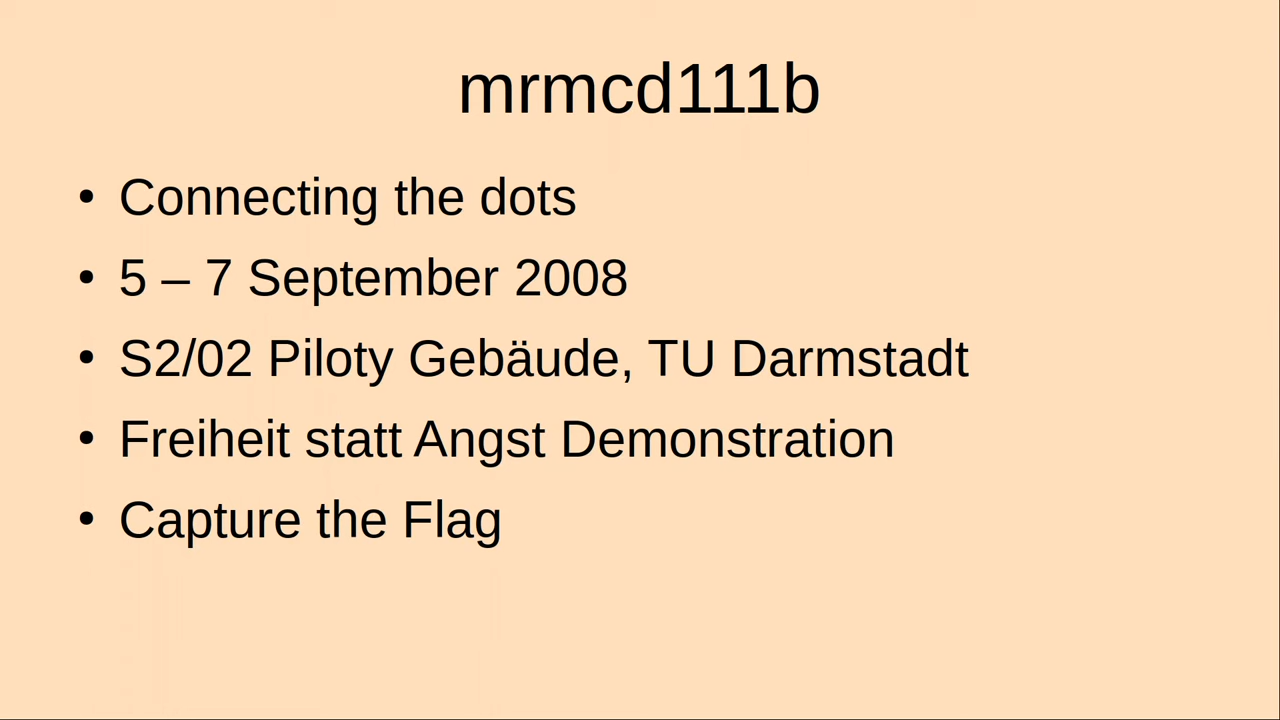 mrmcd111b
• Connecting the dots
• 5 – 7 September 2008
• S2/02 Piloty Gebäude, TU Darmstadt
• Freiheit statt Angst Demonstration
• Capture the Flag